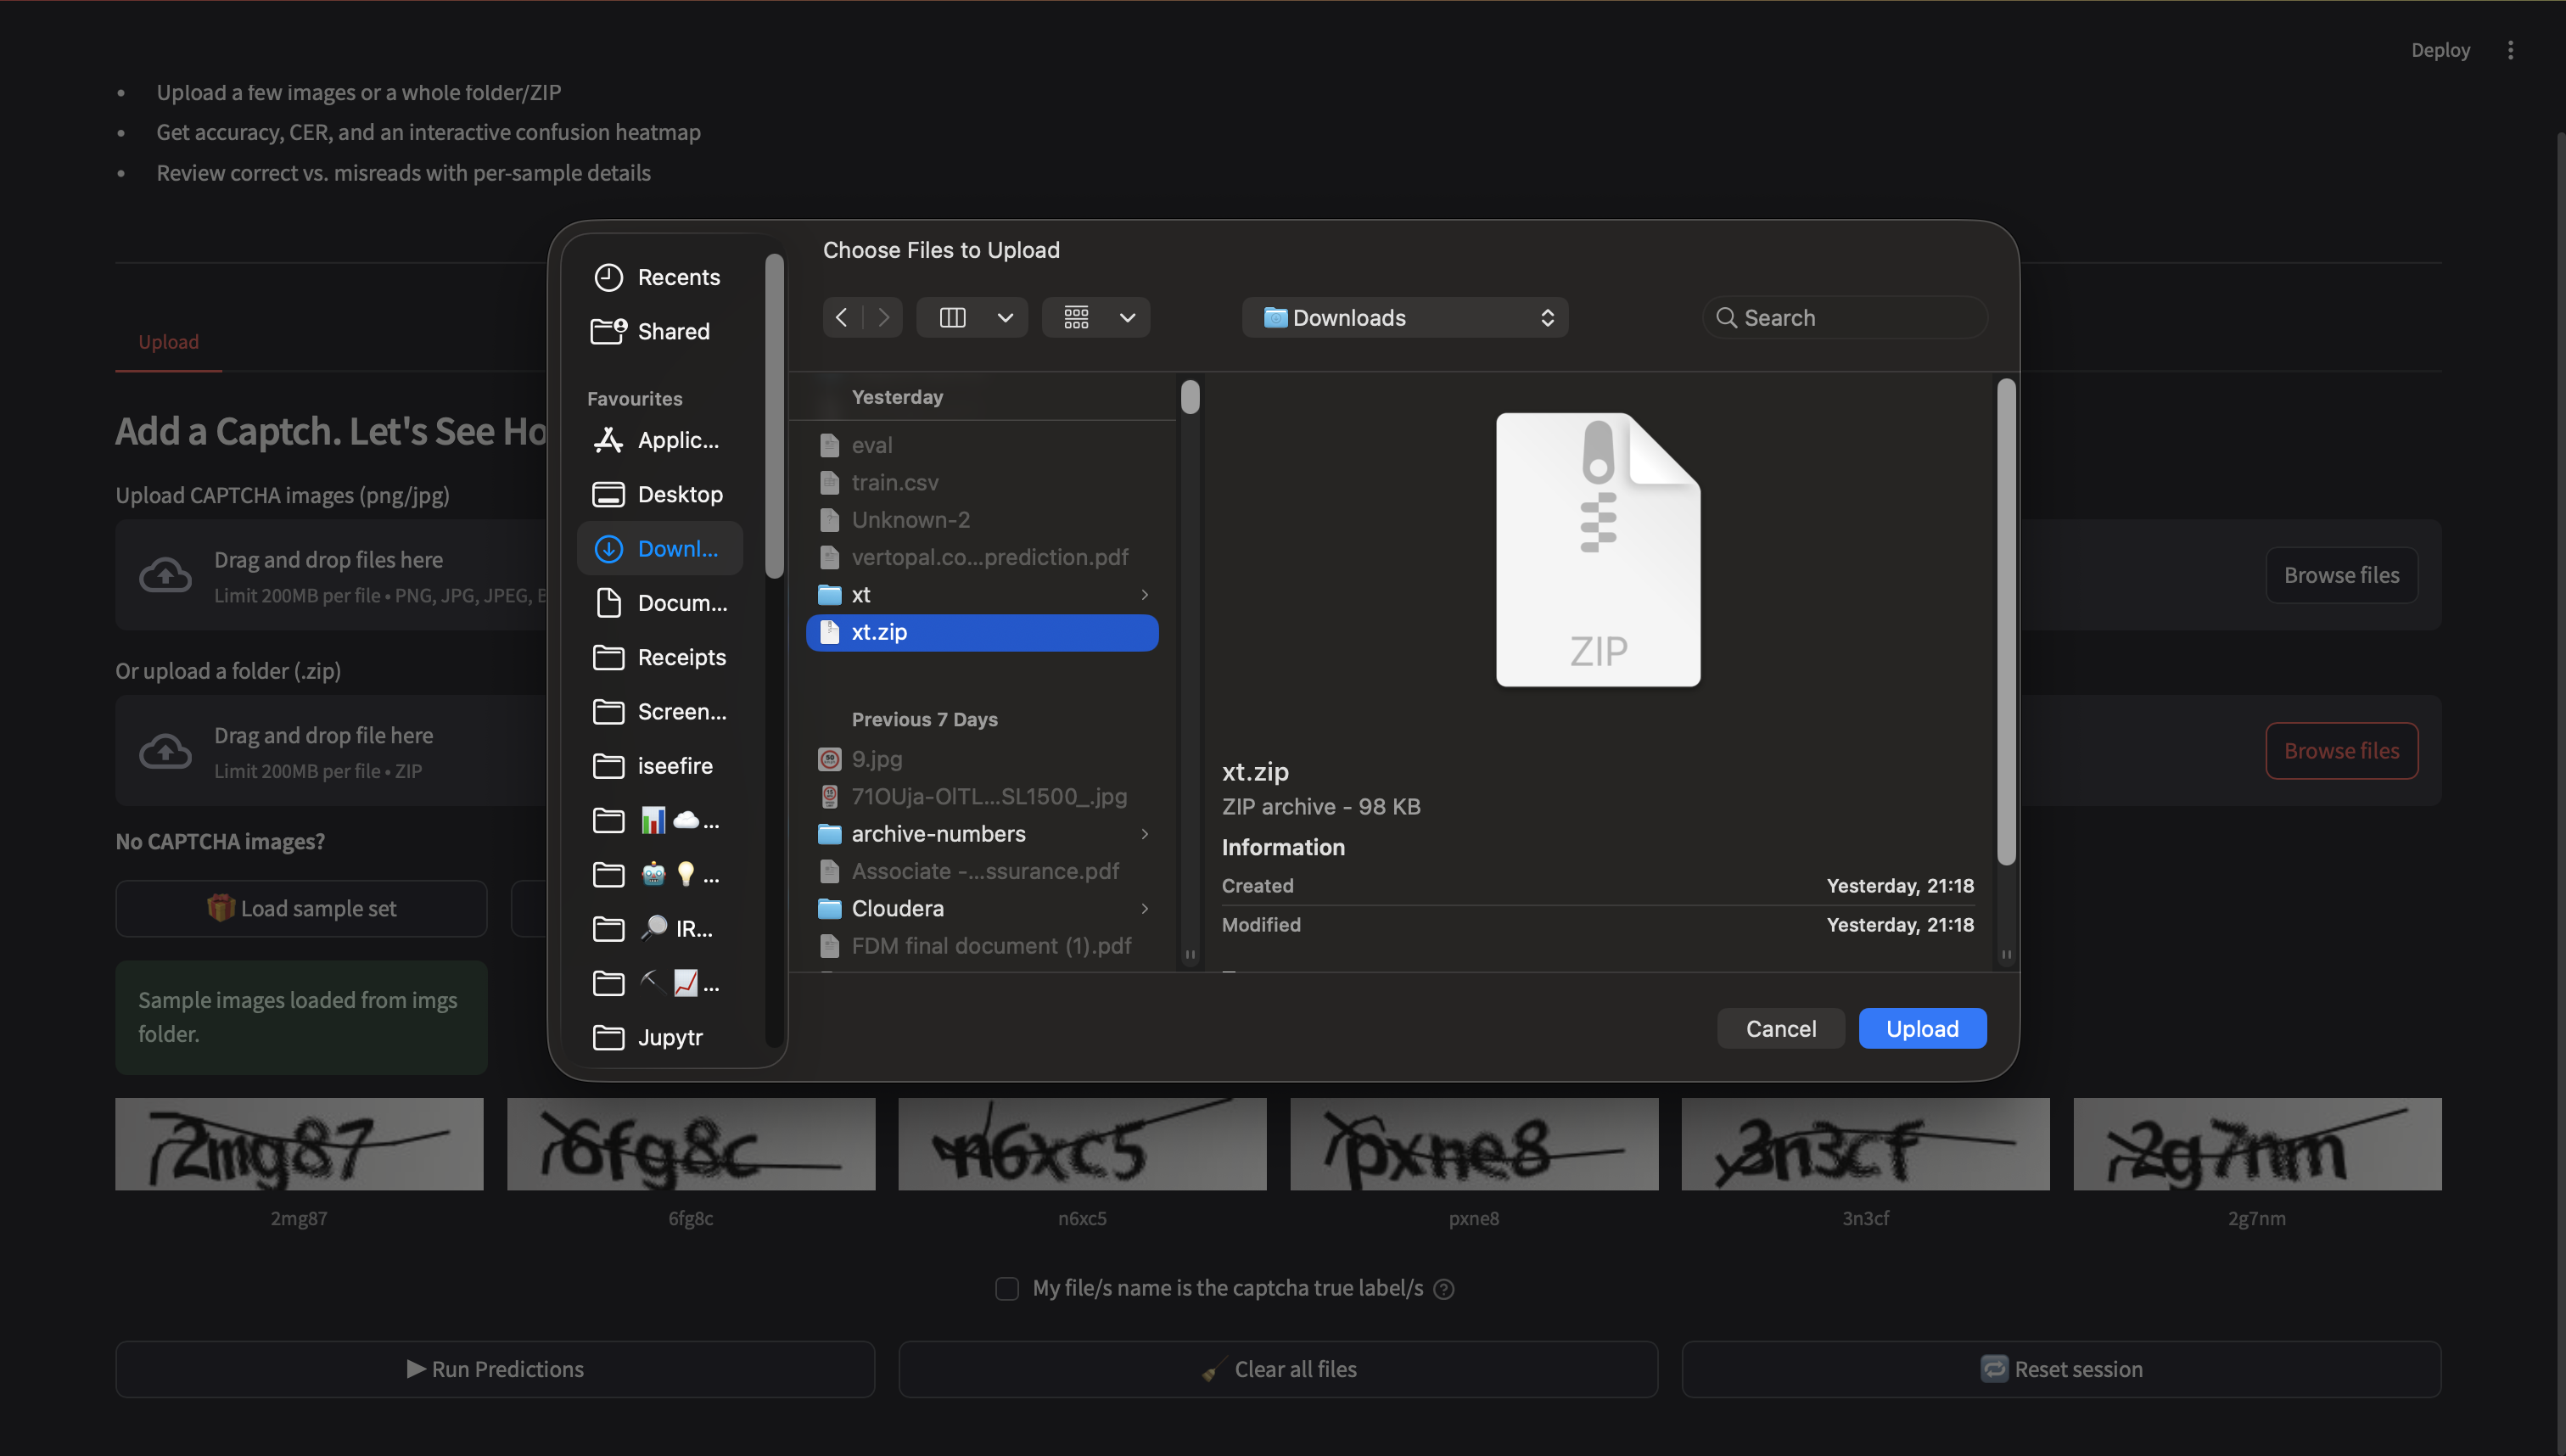 Deploy
Upload a few images or a whole folder/ZIP
Get accuracy, CER, and an interactive confusion heatmap
Review correct vs. misreads with per-sample details
Upload
Add a Captch. Let's See Ho
Upload CAPTCHA images (png/jpg)
Drag and drop files here
Limit 200MB per file • PNG, JPG, JPEG,
Browse files
Or upload a folder (.zip)
Drag and drop file here
Limit 200MB per file • ZIP
Browse files
No CAPTCHA images?
Load sample set
Sample images loaded from imgs
folder.
Choose Files to Upload
Recents
Shared
Favourites
Applic...
Desktop
Downl...
Docum...
Receipts
Screen...
iseefire
...
...
IR...
...
Jupytr
Downloads
Search
Yesterday
eval
train.csv
Unknown-2
vertopal.co...prediction.pdf
xt
xt.zip
Previous 7 Days
9.jpg
71OUja-OlTL...SL1500_.jpg
archive-numbers
Associate -...ssurance.pdf
Cloudera
FDM final document (1).pdf
ZIP
xt.zip
ZIP archive - 98 KB
Information
Created Yesterday, 21:18
Modified Yesterday, 21:18
Cancel
Upload
2mg87 6fg8c n6xc5 pxne8 3n3cf 2g7nm
2mg87 6fg8c n6xc5 pxne8 3n3cf 2g7nm
My file/s name is the captcha true label/s
Run Predictions
Clear all files
Reset session